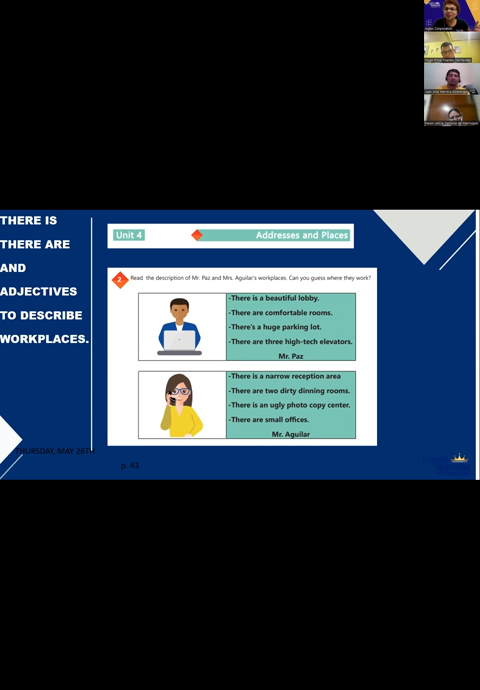 THERE IS
THERE ARE
AND
ADJECTIVES
TO DESCRIBE
WORKPLACES.
Unit 4
Addresses and Places
2
Read the description of Mr. Paz and Mrs. Aguilar's workplaces. Can you guess where they work?
-There is a beautiful lobby.
-There are comfortable rooms.
-There's a huge parking lot.
-There are three high-tech elevators.
Mr. Paz
-There is a narrow reception area
-There are two dirty dinning rooms.
-There is an ugly photo copy center.
-There are small offices.
Mr. Aguilar
THURSDAY, MAY 26TH
p. 43